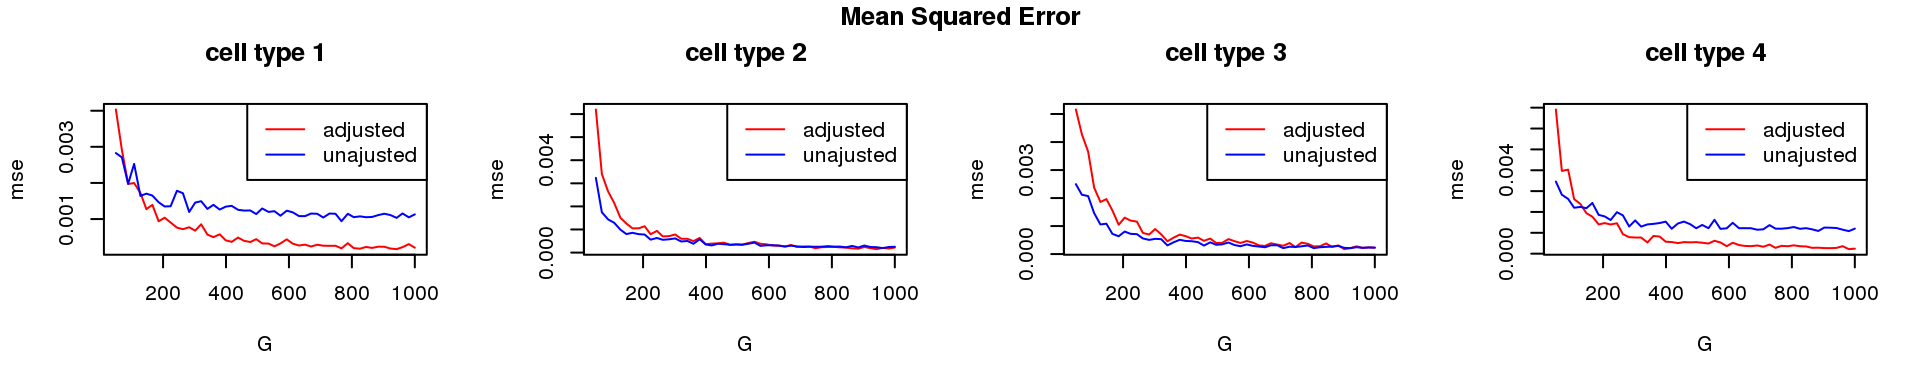 Mean Squared Error
cell type 1
mse
0.003
0.001
adjusted
unajusted
200 400 600 800 1000
G
cell type 2
mse
0.004
0.000
adjusted
unajusted
200 400 600 800 1000
G
cell type 3
mse
0.003
0.000
adjusted
unajusted
200 400 600 800 1000
G
cell type 4
mse
0.004
0.000
adjusted
unajusted
200 400 600 800 1000
G